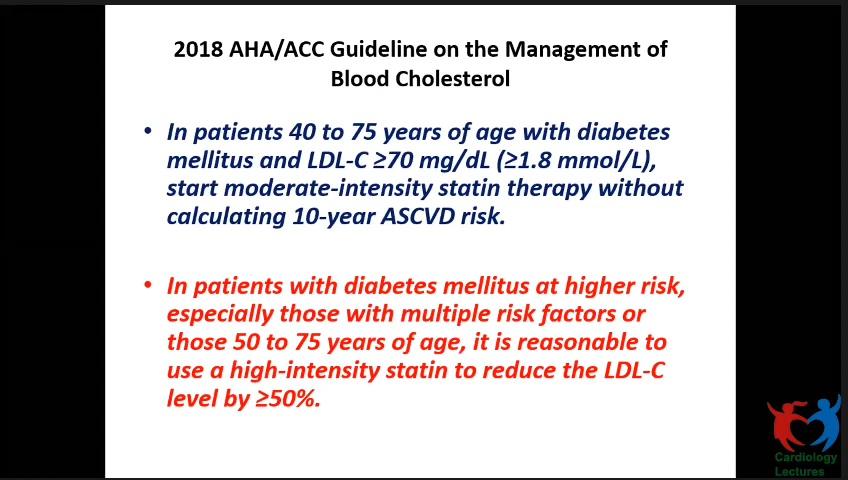 2018 AHA/ACC Guideline on the Management of
Blood Cholesterol
• In patients 40 to 75 years of age with diabetes
mellitus and LDL-C ≥70 mg/dL (≥1.8 mmol/L),
start moderate-intensity statin therapy without
calculating 10-year ASCVD risk.
• In patients with diabetes mellitus at higher risk,
especially those with multiple risk factors or
those 50 to 75 years of age, it is reasonable to
use a high-intensity statin to reduce the LDL-C
level by ≥50%.
Cardiology
Lectures